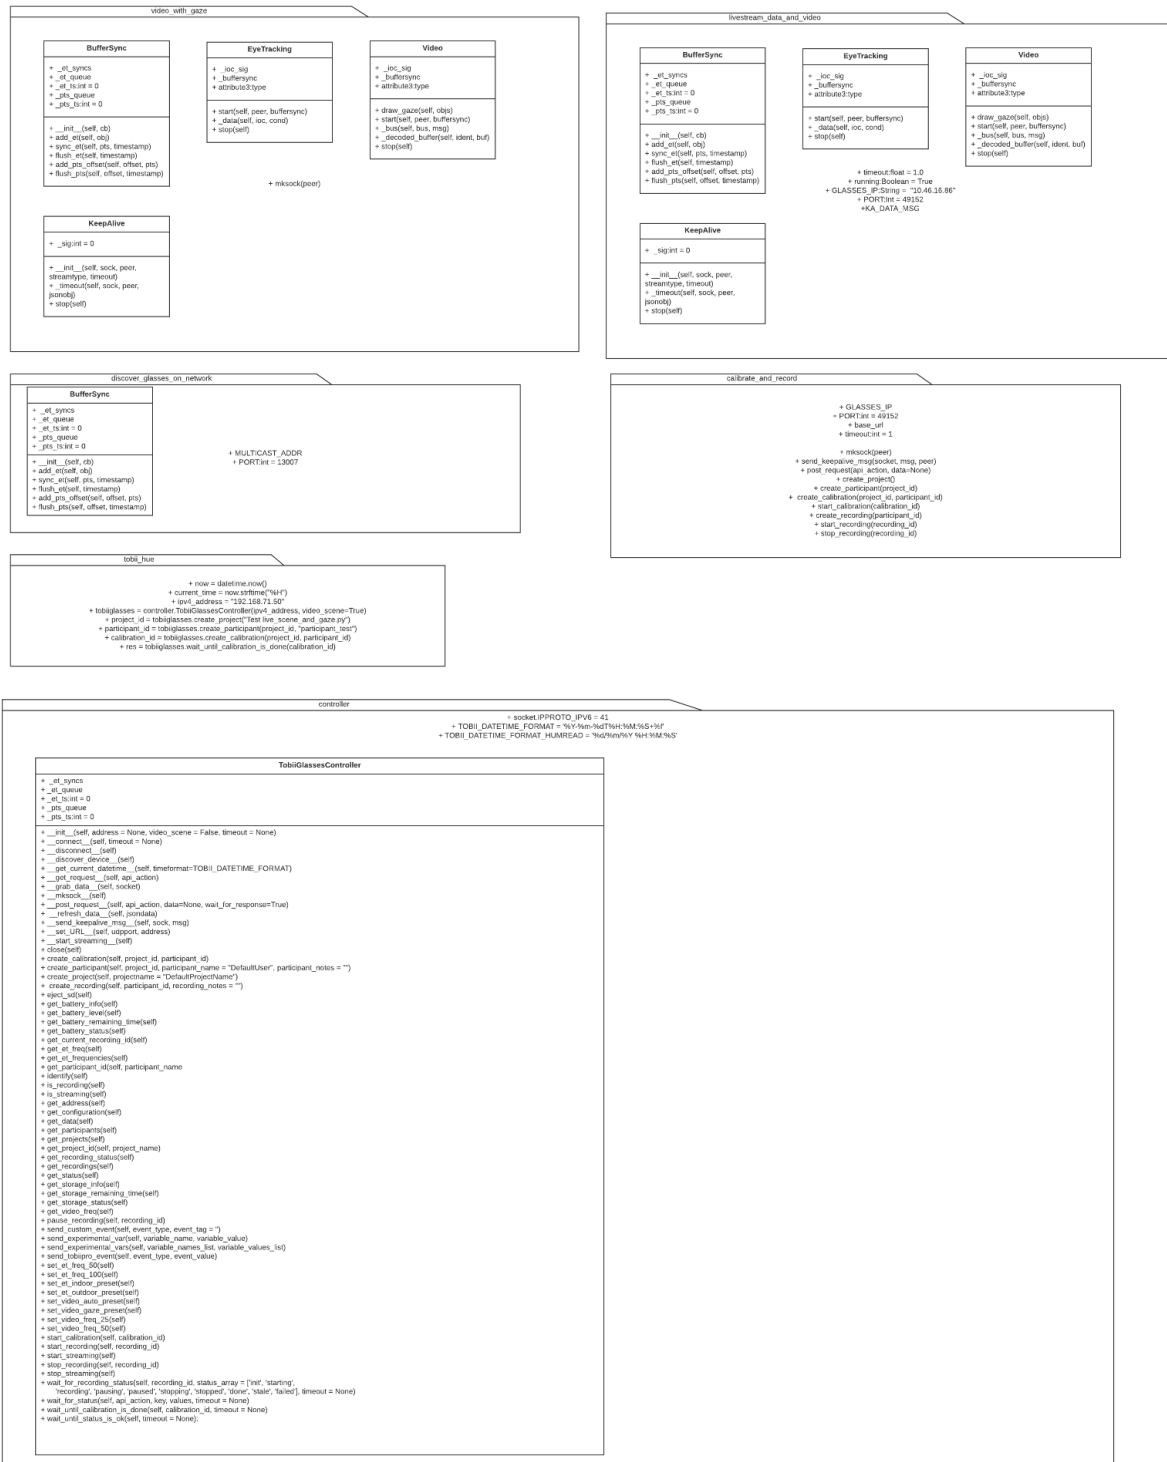 video_with_gaze
BufferSync
+ _et_syncs
+ _et_queue
+ _et_ts:int = 0
+ _pts_queue
+ _pts_ts:int = 0
+ __init__(self, cb)
+ add_et(self, obj)
+ sync_et(self, pts, timestamp)
+ flush_et(self, timestamp)
+ add_pts_offset(self, offset, pts)
+ flush_pts(self, offset, timestamp)
EyeTracking
+ _ioc_sig
+ _buffersync
+ attribute3:type
+ start(self, peer, buffersync)
+ _data(self, ioc, cond)
+ stop(self)
Video
+ _ioc_sig
+ _buffersync
+ attribute3:type
+ draw_gaze(self, objs)
+ start(self, peer, buffersync)
+ _bus(self, bus, msg)
+ _decoded_buffer(self, ident, buf)
+ stop(self)
+ mksock(peer)
KeepAlive
+ _sig:int = 0
+ __init__(self, sock, peer,
streamtype, timeout)
+ _timeout(self, sock, peer,
jsonobj)
+ stop(self)
livestream_data_and_video
BufferSync
+ _et_syncs
+ _et_queue
+ _et_ts:int = 0
+ _pts_queue
+ _pts_ts:int = 0
+ __init__(self, cb)
+ add_et(self, obj)
+ sync_et(self, pts, timestamp)
+ flush_et(self, timestamp)
+ add_pts_offset(self, offset, pts)
+ flush_pts(self, offset, timestamp)
EyeTracking
+ _ioc_sig
+ _buffersync
+ attribute3:type
+ start(self, peer, buffersync)
+ _data(self, ioc, cond)
+ stop(self)
Video
+ _ioc_sig
+ _buffersync
+ attribute3:type
+ draw_gaze(self, objs)
+ start(self, peer, buffersync)
+ _bus(self, bus, msg)
+ _decoded_buffer(self, ident, buf)
+ stop(self)
+ timeout:float = 1.0
+ running:Boolean = True
+ GLASSES_IP:String = "10.46.16.86"
+ PORT:int = 49152
+KA_DATA_MSG
KeepAlive
+ _sig:int = 0
+ __init__(self, sock, peer,
streamtype, timeout)
+ _timeout(self, sock, peer,
jsonobj)
+ stop(self)
discover_glasses_on_network
BufferSync
+ _et_syncs
+ _et_queue
+ _et_ts:int = 0
+ _pts_queue
+ _pts_ts:int = 0
+ __init__(self, cb)
+ add_et(self, obj)
+ sync_et(self, pts, timestamp)
+ flush_et(self, timestamp)
+ add_pts_offset(self, offset, pts)
+ flush_pts(self, offset, timestamp)
+ MULTICAST_ADDR
+ PORT:int = 13007
calibrate_and_record
+ GLASSES_IP
+ PORT:int = 49152
+ base_url
+ timeout:int = 1
+ mksock(peer)
+ send_keepalive_msg(socket, msg, peer)
+ post_request(api_action, data=None)
+ create_project()
+ create_participant(project_id)
+ create_calibration(project_id, participant_id)
+ start_calibration(calibration_id)
+ create_recording(participant_id)
+ start_recording(recording_id)
+ stop_recording(recording_id)
tobii_hue
+ now = datetime.now()
+ current_time = now.strftime("%H")
+ ipv4_address = "192.168.71.50"
+ tobiiglasses = controller.TobiiGlassesController(ipv4_address, video_scene=True)
+ project_id = tobiiglasses.create_project("Test live_scene_and_gaze.py")
+ participant_id = tobiiglasses.create_participant(project_id, "participant_test")
+ calibration_id = tobiiglasses.create_calibration(project_id, participant_id)
+ res = tobiiglasses.wait_until_calibration_is_done(calibration_id)
controller
+ socket.IPPROTO_IPV6 = 41
+ TOBII_DATETIME_FORMAT = '%Y-%m-%dT%H:%M:%S+%f'
+ TOBII_DATETIME_FORMAT_HUMREAD = '%d/%m/%Y %H:%M:%S'
TobiiGlassesController
+ _et_syncs
+ _et_queue
+ _et_ts:int = 0
+ _pts_queue
+ _pts_ts:int = 0
+ __init__(self, address = None, video_scene = False, timeout = None)
+ __connect__(self, timeout = None)
+ __disconnect__(self)
+ __discover_device__(self)
+ __get_current_datetime__(self, timeformat=TOBII_DATETIME_FORMAT)
+ __get_request__(self, api_action)
+ __grab_data__(self, socket)
+ __mksock__(self)
+ __post_request__(self, api_action, data=None, wait_for_response=True)
+ __refresh_data__(self, jsondata)
+ __send_keepalive_msg__(self, sock, msg)
+ __set_URL__(self, udpport, address)
+ __start_streaming__(self)
+ close(self)
+ create_calibration(self, project_id, participant_id)
+ create_participant(self, project_id, participant_name = "DefaultUser", participant_notes = "")
+ create_project(self, projectname = "DefaultProjectName")
+ create_recording(self, participant_id, recording_notes = "")
+ eject_sd(self)
+ get_battery_info(self)
+ get_battery_level(self)
+ get_battery_remaining_time(self)
+ get_battery_status(self)
+ get_current_recording_id(self)
+ get_et_freq(self)
+ get_et_frequencies(self)
+ get_participant_id(self, participant_name
+ identify(self)
+ is_recording(self)
+ is_streaming(self)
+ get_address(self)
+ get_configuration(self)
+ get_data(self)
+ get_participants(self)
+ get_projects(self)
+ get_project_id(self, project_name)
+ get_recording_status(self)
+ get_recordings(self)
+ get_status(self)
+ get_storage_info(self)
+ get_storage_remaining_time(self)
+ get_storage_status(self)
+ get_video_freq(self)
+ pause_recording(self, recording_id)
+ send_custom_event(self, event_type, event_tag = '')
+ send_experimental_var(self, variable_name, variable_value)
+ send_experimental_vars(self, variable_names_list, variable_values_list)
+ send_tobiipro_event(self, event_type, event_value)
+ set_et_freq_50(self)
+ set_et_freq_100(self)
+ set_et_indoor_preset(self)
+ set_et_outdoor_preset(self)
+ set_video_auto_preset(self)
+ set_video_gaze_preset(self)
+ set_video_freq_25(self)
+ set_video_freq_50(self)
+ start_calibration(self, calibration_id)
+ start_recording(self, recording_id)
+ start_streaming(self)
+ stop_recording(self, recording_id)
+ stop_streaming(self)
+ wait_for_recording_status(self, recording_id, status_array = ['init', 'starting',
'recording', 'pausing', 'paused', 'stopping', 'stopped', 'done', 'stale', 'failed'], timeout = None)
+ wait_for_status(self, api_action, key, values, timeout = None)
+ wait_until_calibration_is_done(self, calibration_id, timeout = None)
+ wait_until_status_is_ok(self, timeout = None):